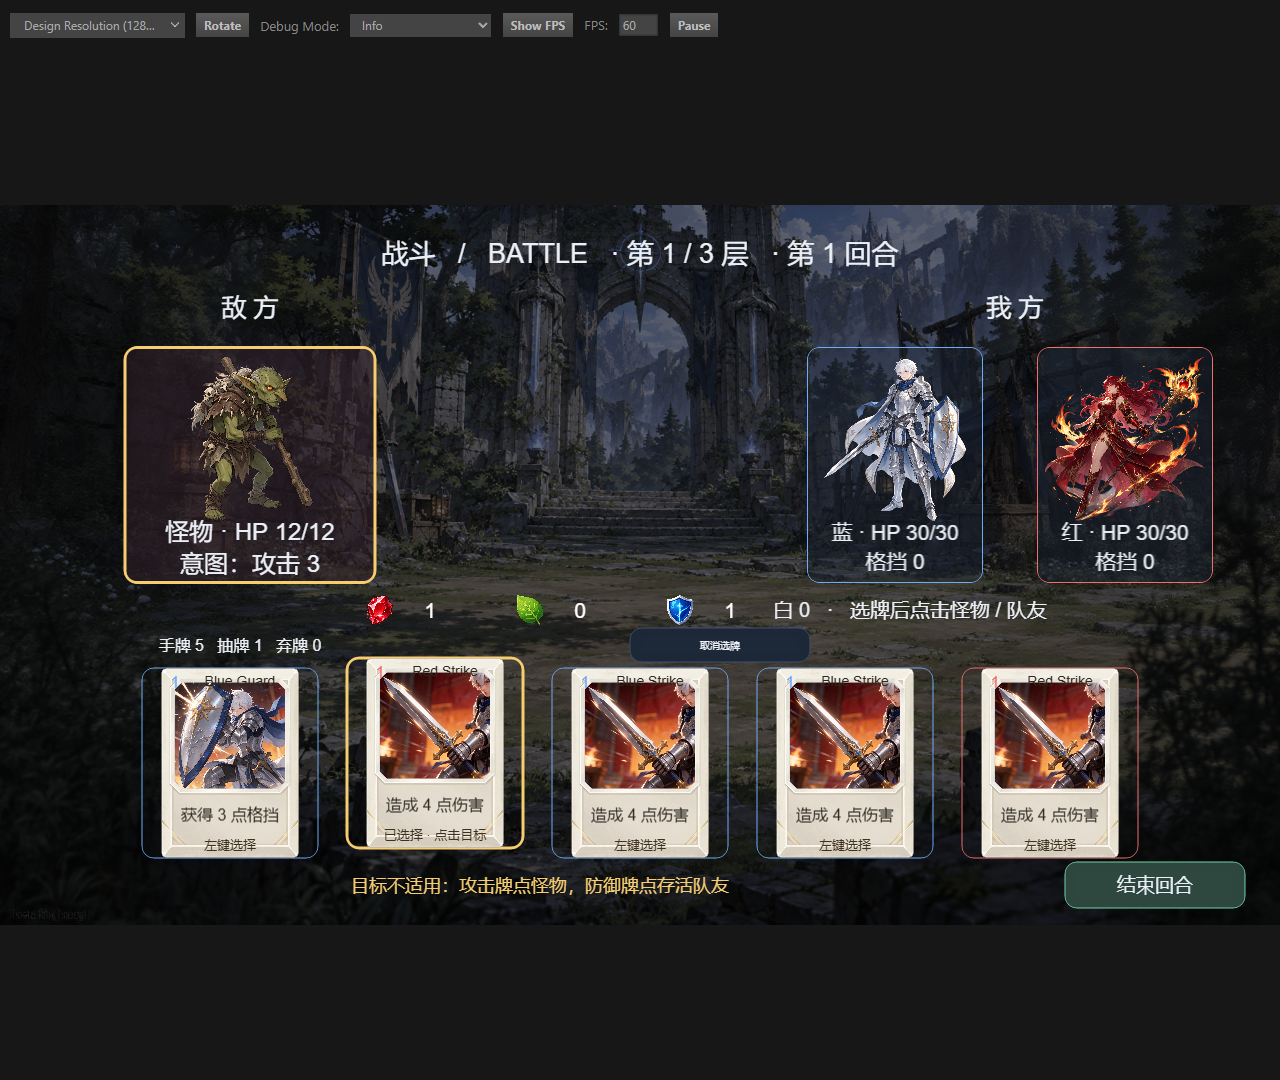 Design Resolution (128... Rotate Debug Mode: Info Show FPS FPS: 60 Pause
战斗 / BATTLE · 第 1 / 3 层 · 第 1 回合
敌 方
我 方
怪物 · HP 12/12
意图：攻击 3
蓝 · HP 30/30
格挡 0
红 · HP 30/30
格挡 0
1 0 1 白 0 · 选牌后点击怪物 / 队友
手牌 5 抽牌 1 弃牌 0
取消选牌
1 Blue Guard
获得 3 点格挡
左键选择
1 Red Strike
造成 4 点伤害
已选择 · 点击目标
1 Blue Strike
造成 4 点伤害
左键选择
1 Blue Strike
造成 4 点伤害
左键选择
1 Red Strike
造成 4 点伤害
左键选择
目标不适用：攻击牌点怪物，防御牌点存活队友
结束回合